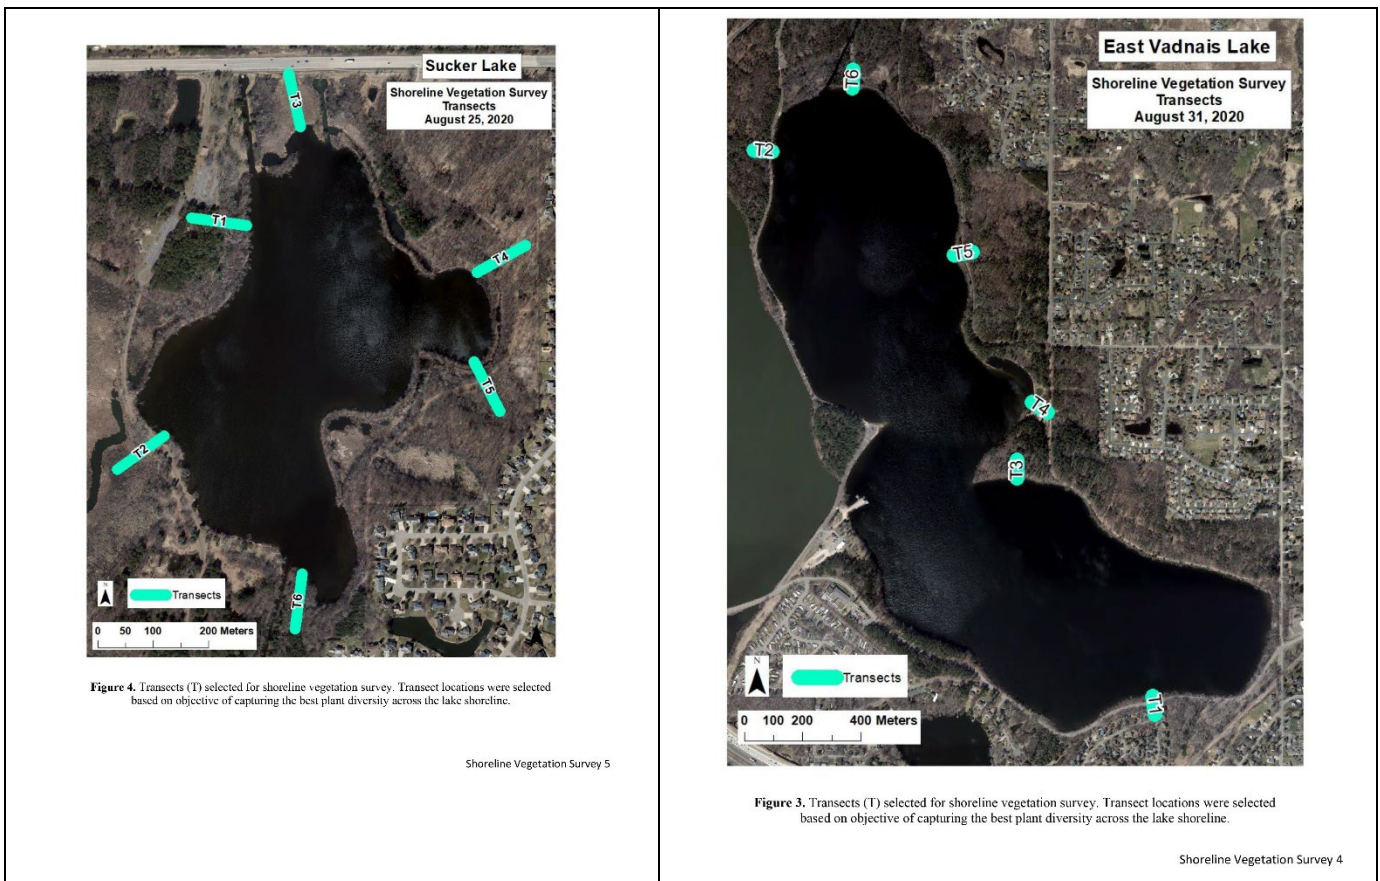 Sucker Lake
Shoreline Vegetation Survey
Transects
August 25, 2020
T3
T1
T4
T5
T2
T6
N
Transects
0 50 100 200 Meters
Figure 4. Transects (T) selected for shoreline vegetation survey. Transect locations were selected
based on objective of capturing the best plant diversity across the lake shoreline.
Shoreline Vegetation Survey 5
East Vadnais Lake
Shoreline Vegetation Survey
Transects
August 31, 2020
T6
T2
T5
T4
T3
T1
N
Transects
0 100 200 400 Meters
Figure 3. Transects (T) selected for shoreline vegetation survey. Transect locations were selected
based on objective of capturing the best plant diversity across the lake shoreline.
Shoreline Vegetation Survey 4